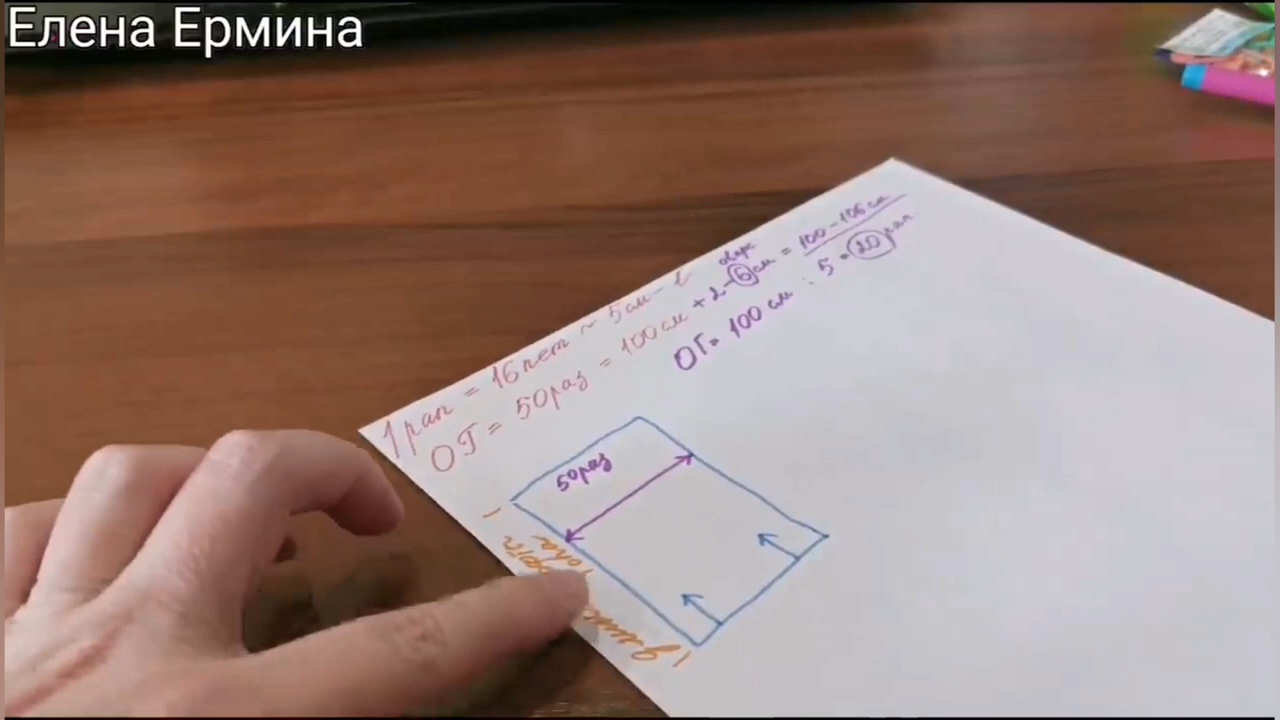 Елена Ермина
1 рап = 16 пет ~ 5 см - 2
ОГ = 50 раз = 100 см + 2 - 6 см = 100 - 106 см
ОГ = 100 см : 5 = 20 рап
50 раз